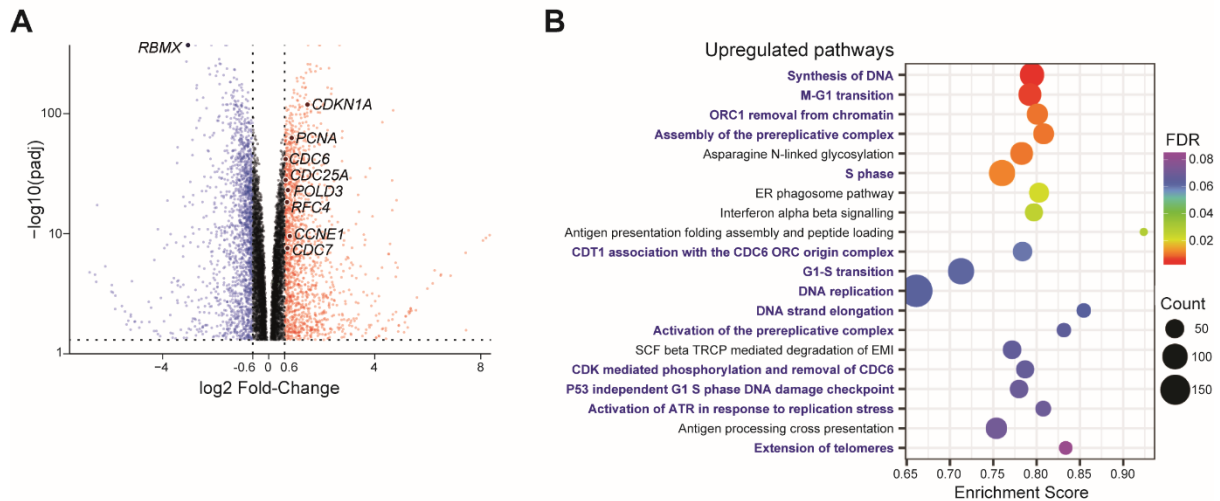 A
RBMX
CDKN1A
PCNA
CDC6
CDC25A
POLD3
RFC4
CCNE1
CDC7
100
10
1
−log10(padj)
-4
-0.6
0
0.6
4
8
log2 Fold-Change
B
Upregulated pathways
Synthesis of DNA
M-G1 transition
ORC1 removal from chromatin
Assembly of the prereplicative complex
Asparagine N-linked glycosylation
S phase
ER phagosome pathway
Interferon alpha beta signalling
Antigen presentation folding assembly and peptide loading
CDT1 association with the CDC6 ORC origin complex
G1-S transition
DNA replication
DNA strand elongation
Activation of the prereplicative complex
SCF beta TRCP mediated degradation of EMI
CDK mediated phosphorylation and removal of CDC6
P53 independent G1 S phase DNA damage checkpoint
Activation of ATR in response to replication stress
Antigen processing cross presentation
Extension of telomeres
0.65
0.70
0.75
0.80
0.85
0.90
Enrichment Score
FDR
0.08
0.06
0.04
0.02
Count
50
100
150